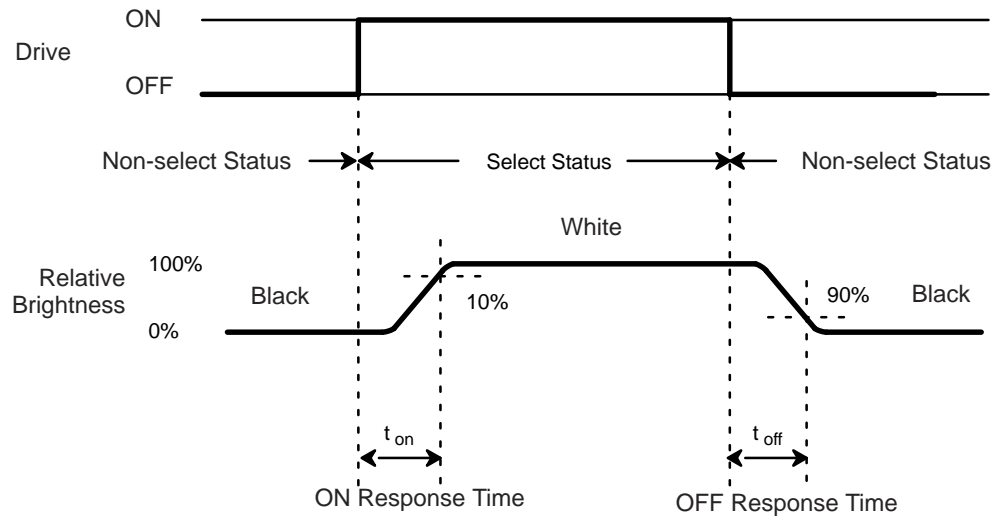 ON
Drive
OFF
Non-select Status
Select Status
Non-select Status
White
100%
Relative
Brightness
Black
10%
90%
Black
0%
t on
t off
ON Response Time
OFF Response Time